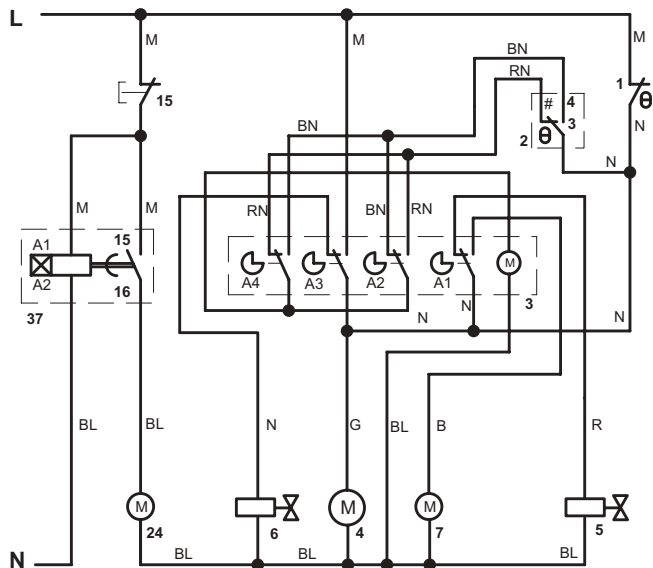 L
M M M
BN
RN
15
1
# 4
3
2
BN
N
N
M M
RN BN RN
A1 15
A2 16
37
A4 A3 A2 A1 M
3
N N N
BL BL N G BL B R
M M M
24 6 4 7 5
N BL BL BL